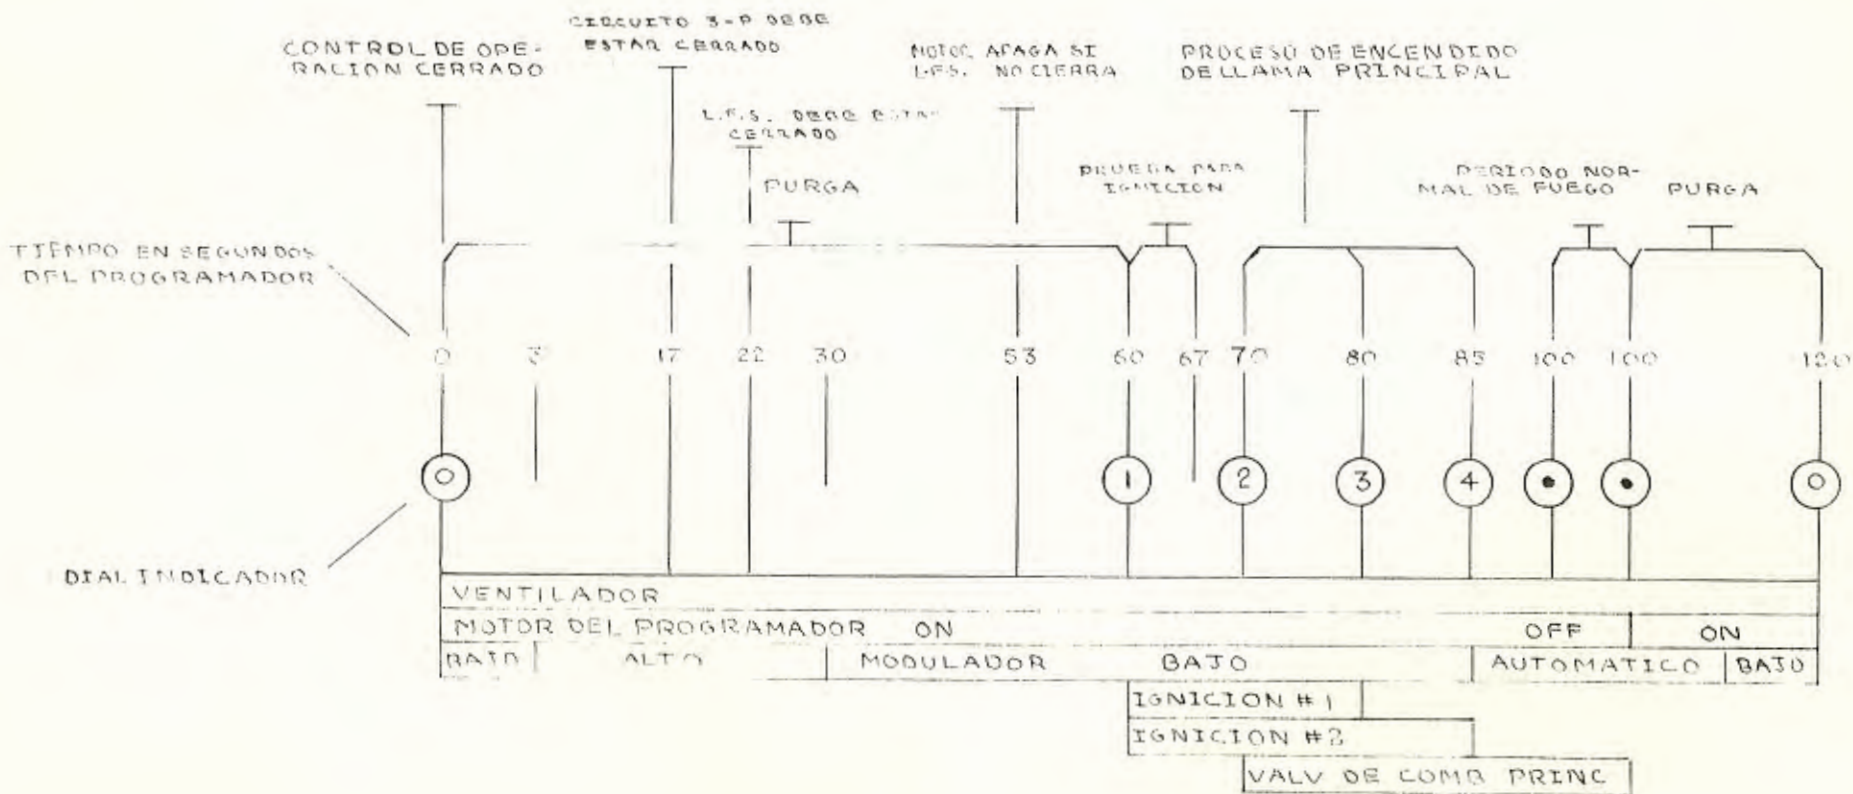 CIRCUITO 3-P DEBE
ESTAR CERRADO
CONTROL DE OPE-
RACION CERRADO
MOTOR APAGA SI
L.F.S. NO CIERRA
PROCESO DE ENCENDIDO
DE LLAMA PRINCIPAL
L.F.S. DEBE ESTAR
CERRADO
PURGA
PRUEBA PARA
IGNICION
PERIODO NOR-
MAL DE FUEGO
PURGA
TIEMPO EN SEGUNDOS
DEL PROGRAMADOR
0 3 17 22 30 53 60 67 70 80 85 100 100 120
0 1 2 3 4 0
DIAL INDICADOR
VENTILADOR
MOTOR DEL PROGRAMADOR ON OFF ON
BAJO ALTO MODULADOR BAJO AUTOMATICO BAJO
IGNICION #1
IGNICION #2
VALV DE COMB PRINC